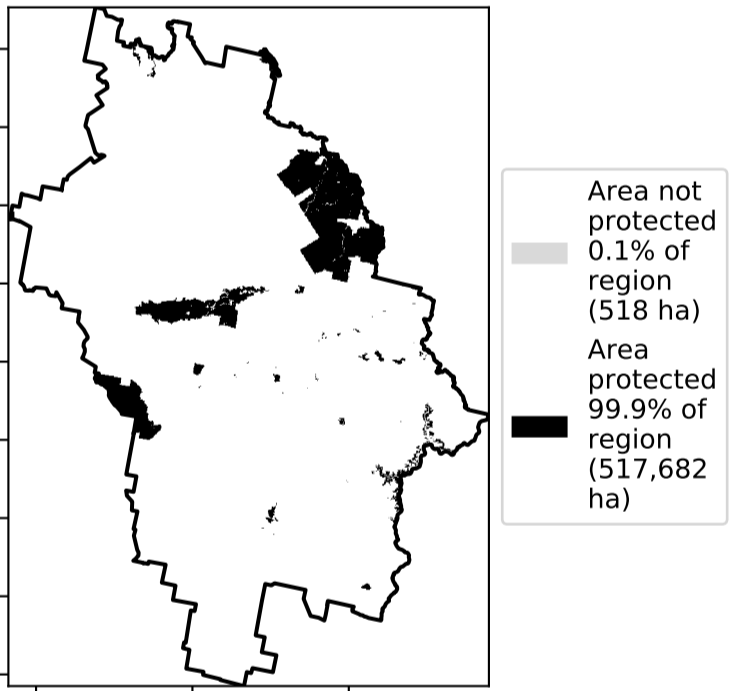 Area not
protected
0.1% of
region
(518 ha)
Area
protected
99.9% of
region
(517,682
ha)